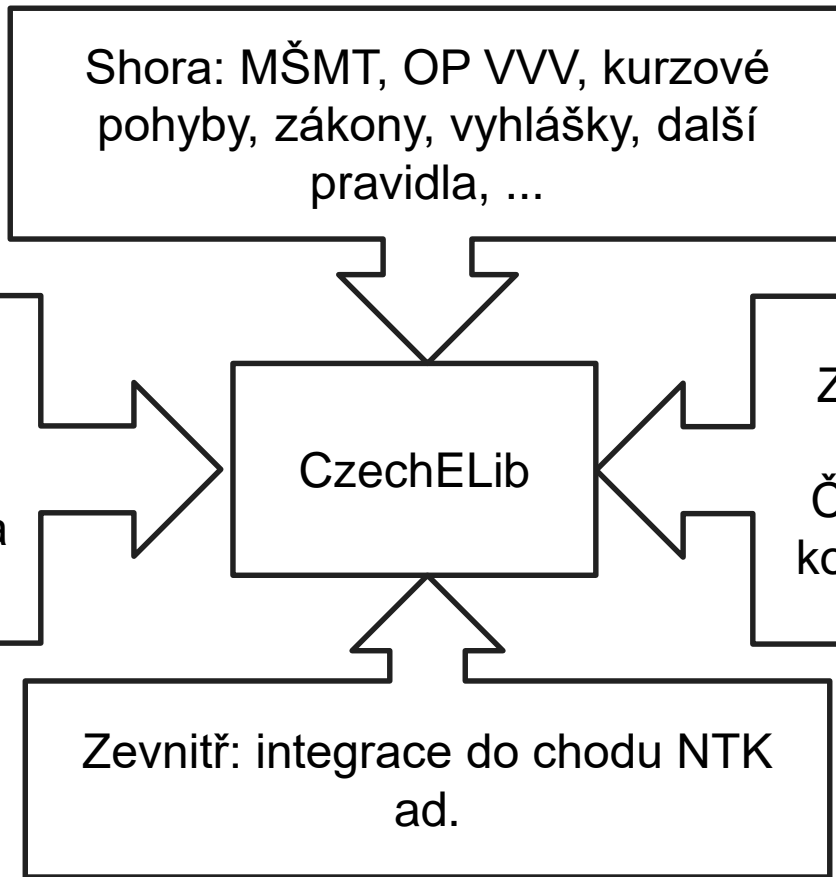 Shora: MŠMT, OP VVV, kurzové
pohyby, zákony, vyhlášky, další
pravidla, ...
CzechELib
Zevnitř: integrace do chodu NTK
ad.